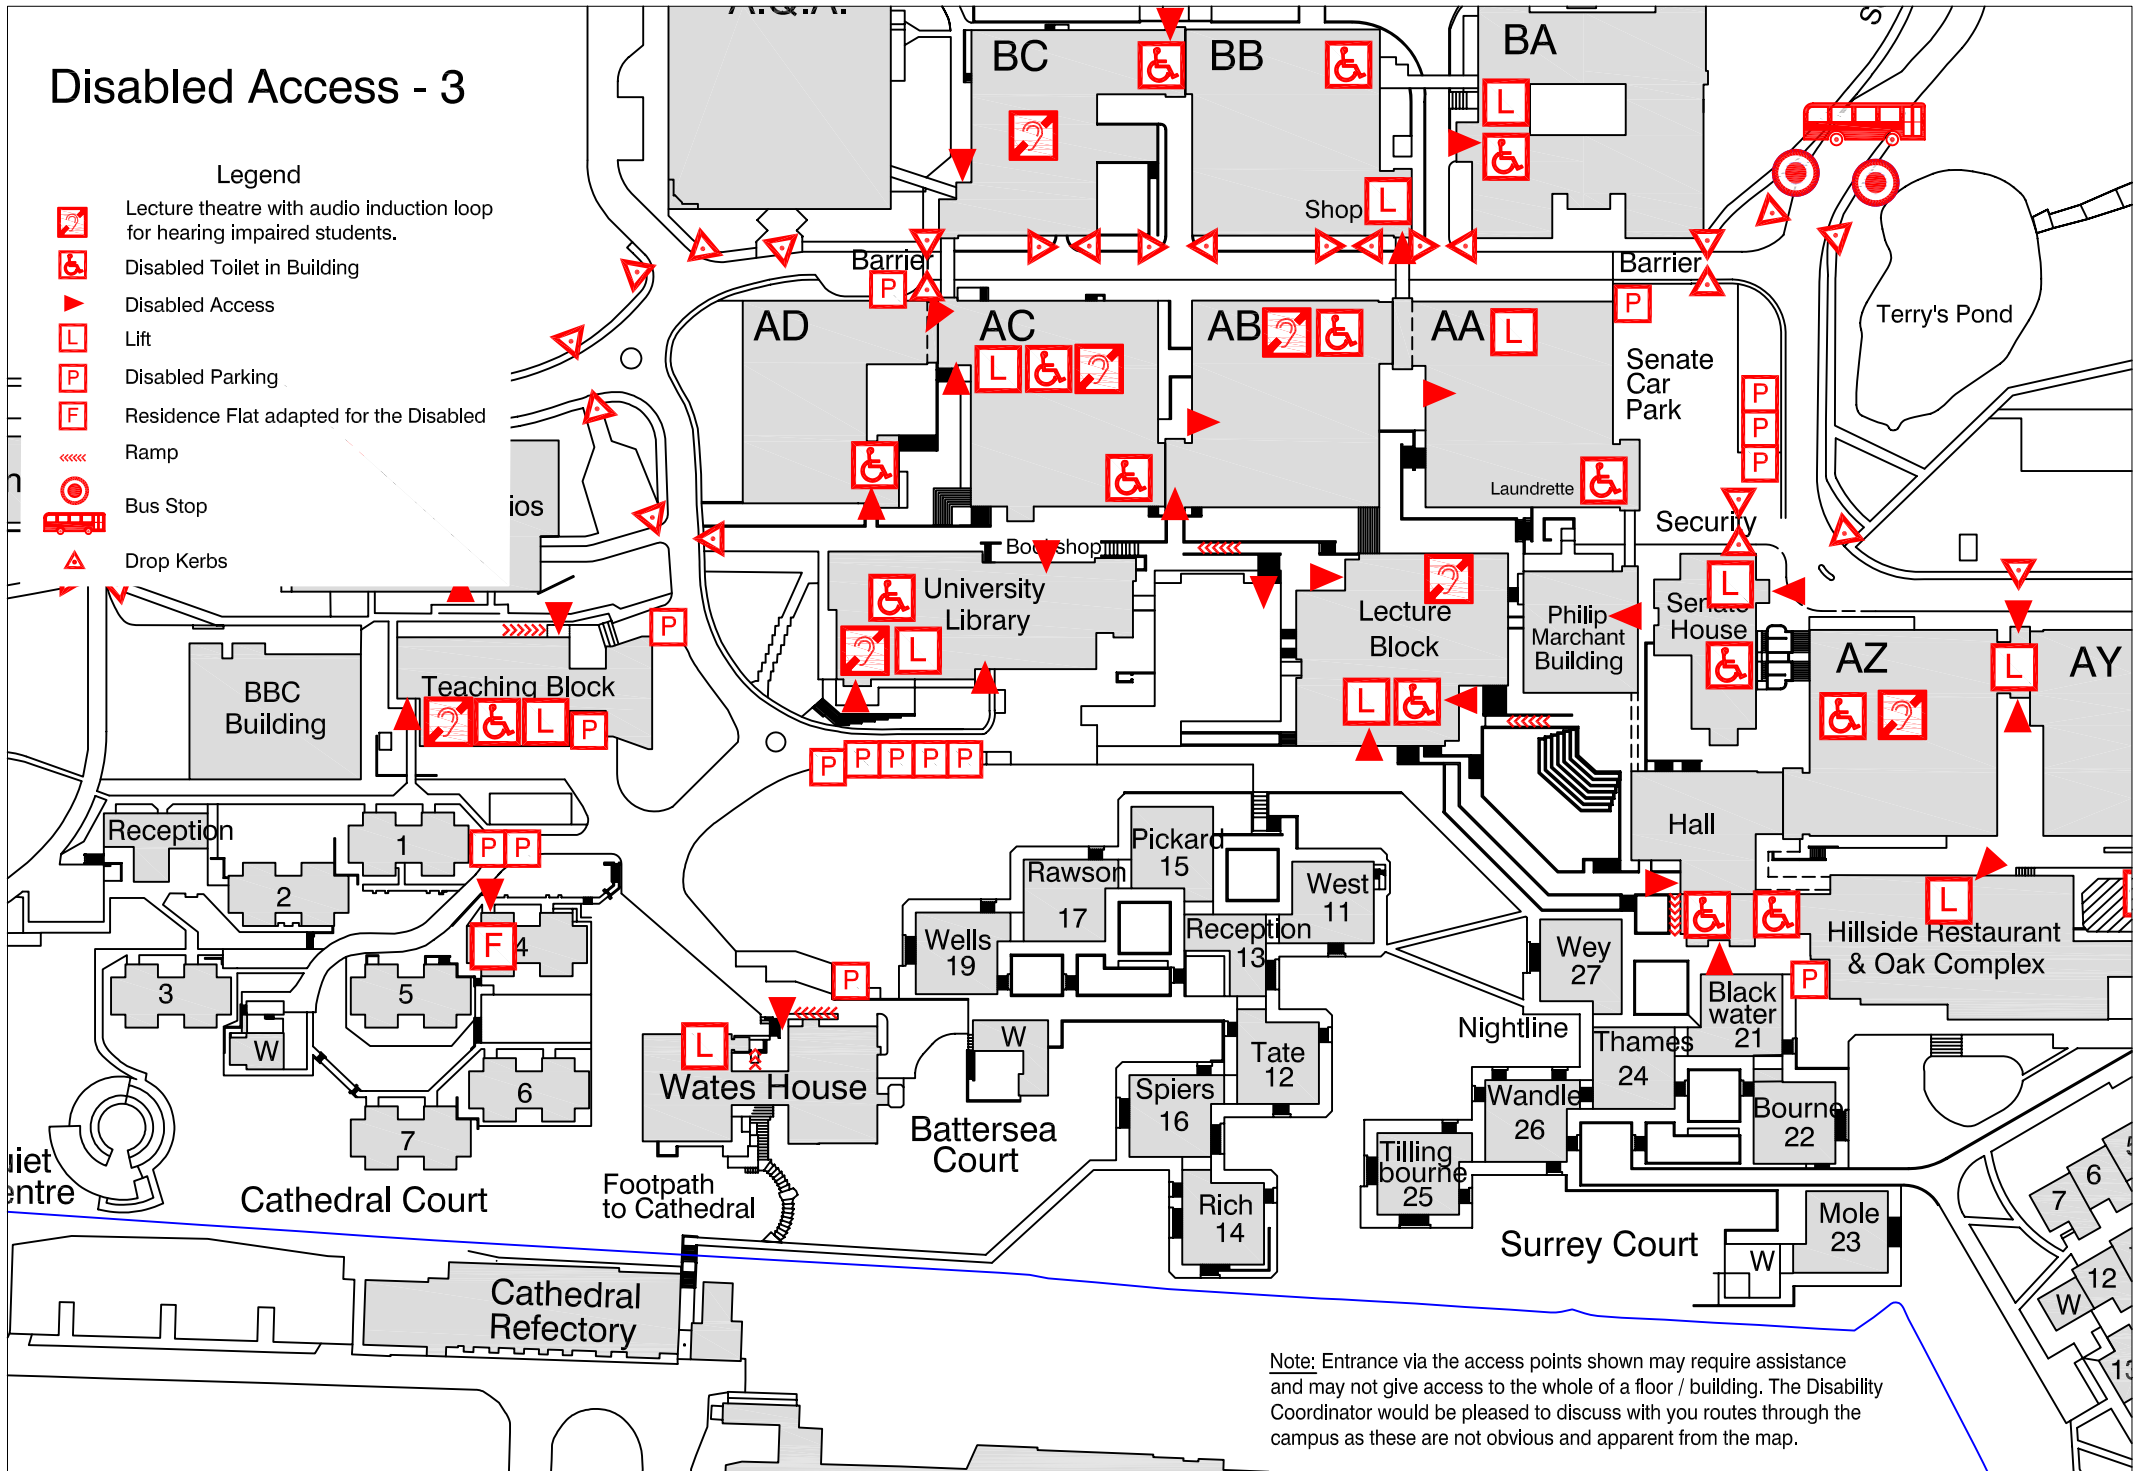 Disabled Access - 3
Legend
Lecture theatre with audio induction loop
for hearing impaired students.
Disabled Toilet in Building
Disabled Access
L
Lift
P
Disabled Parking
F
Residence Flat adapted for the Disabled
Ramp
Bus Stop
Drop Kerbs
A.Q.A.
BC
BB
BA
L
Shop
L
Barrier
P
Barrier
P
Terry's Pond
AD
AC
L
AB
AA
L
Senate
Car
Park
P
P
P
Laundrette
Security
Bookshop
University
Library
L
Lecture
Block
L
Philip
Marchant
Building
Senate
House
L
AZ
L
AY
P
BBC
Building
Teaching Block
L
P
P
P
P
P
P
Reception
1
P
P
2
3
4
F
5
6
7
W
Cathedral Court
Hall
Hillside Restaurant
& Oak Complex
L
P
Pickard
15
Rawson
17
West
11
Wells
19
Reception
13
P
L
Wates House
W
Battersea
Court
Tate
12
Spiers
16
Rich
14
Footpath
to Cathedral
Wey
27
Black
water
21
Nightline
Thames
24
Wandle
26
Bourne
22
Tilling
bourne
25
Surrey Court
Mole
23
W
6
7
12
W
Cathedral
Refectory
Note: Entrance via the access points shown may require assistance
and may not give access to the whole of a floor / building. The Disability
Coordinator would be pleased to discuss with you routes through the
campus as these are not obvious and apparent from the map.